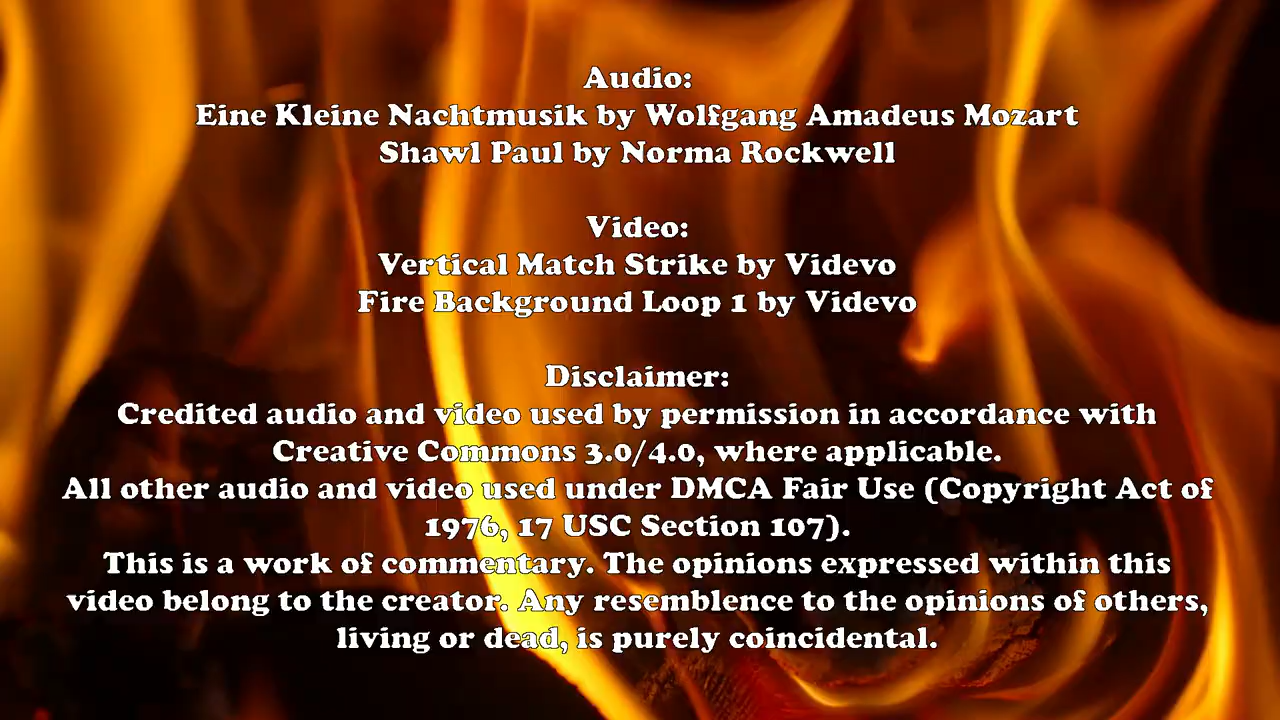 Audio:
Eine Kleine Nachtmusik by Wolfgang Amadeus Mozart
Shawl Paul by Norma Rockwell
Video:
Vertical Match Strike by Videvo
Fire Background Loop 1 by Videvo
Disclaimer:
Credited audio and video used by permission in accordance with
Creative Commons 3.0/4.0, where applicable.
All other audio and video used under DMCA Fair Use (Copyright Act of
1976, 17 USC Section 107).
This is a work of commentary. The opinions expressed within this
video belong to the creator. Any resemblence to the opinions of others,
living or dead, is purely coincidental.